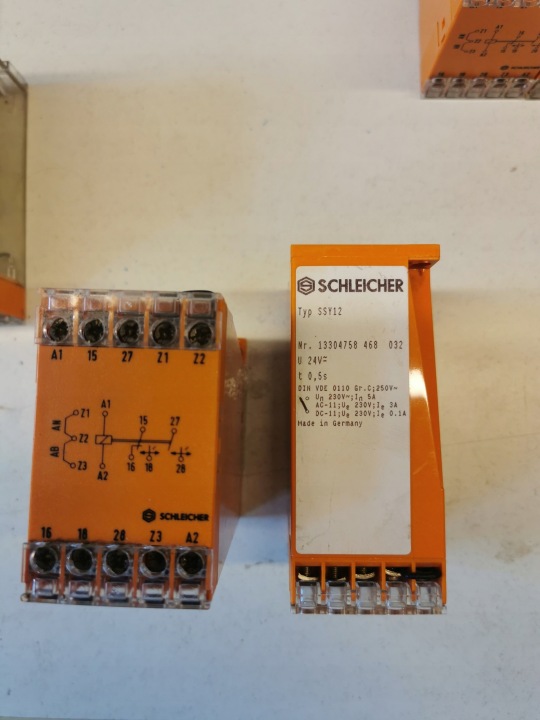 A1 15 27 Z1 Z2
A1
Z1
15
27
AN
Z2
AB
Z3
A2
16
18
28
SCHLEICHER
16 18 28 Z3 A2
SCHLEICHER
Typ SSY12
Nr. 13304758 468 032
U 24V≂
t 0,5s
DIN VDE 0110 Gr.C;250V~
Un 230V~;In 5A
AC-11;Ue 230V;Ie 3A
DC-11;Ue 230V;Ie 0.1A
Made in Germany